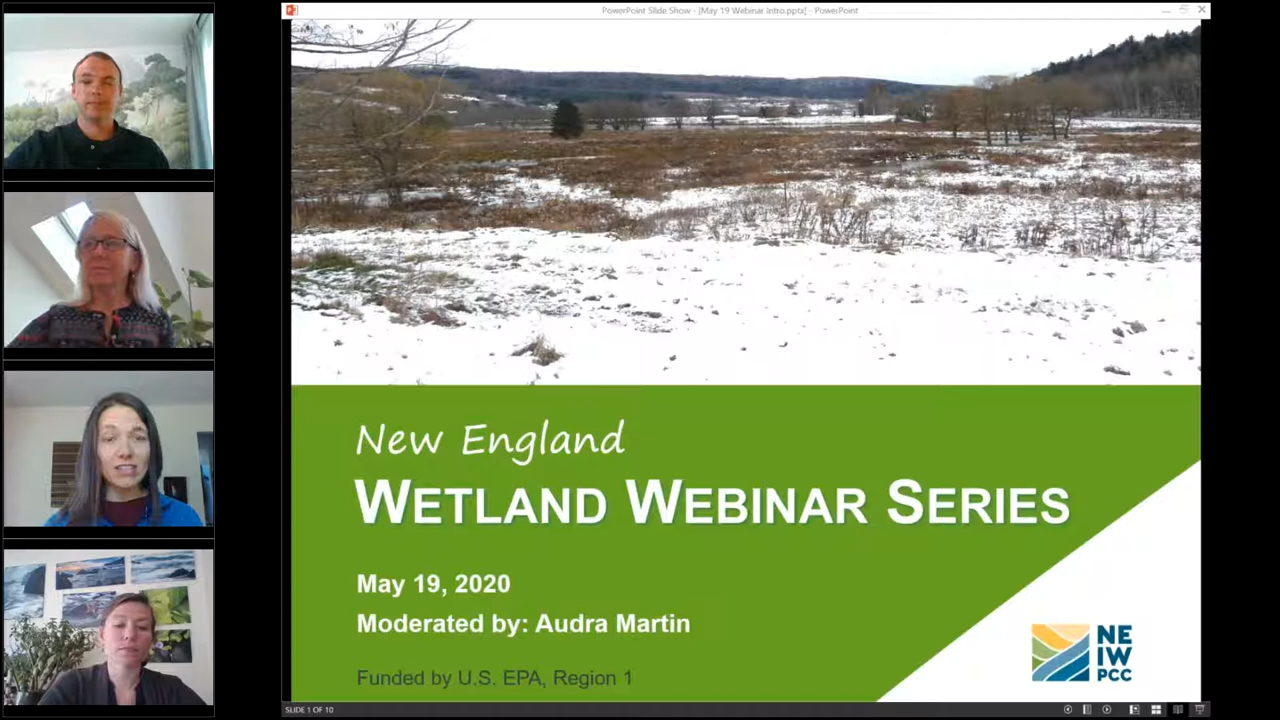 PowerPoint Slide Show - [May 19 Webinar Intro.pptx] - PowerPoint
New England
WETLAND WEBINAR SERIES
May 19, 2020
Moderated by: Audra Martin
Funded by U.S. EPA, Region 1
NE
IW
PCC
SLIDE 1 OF 10